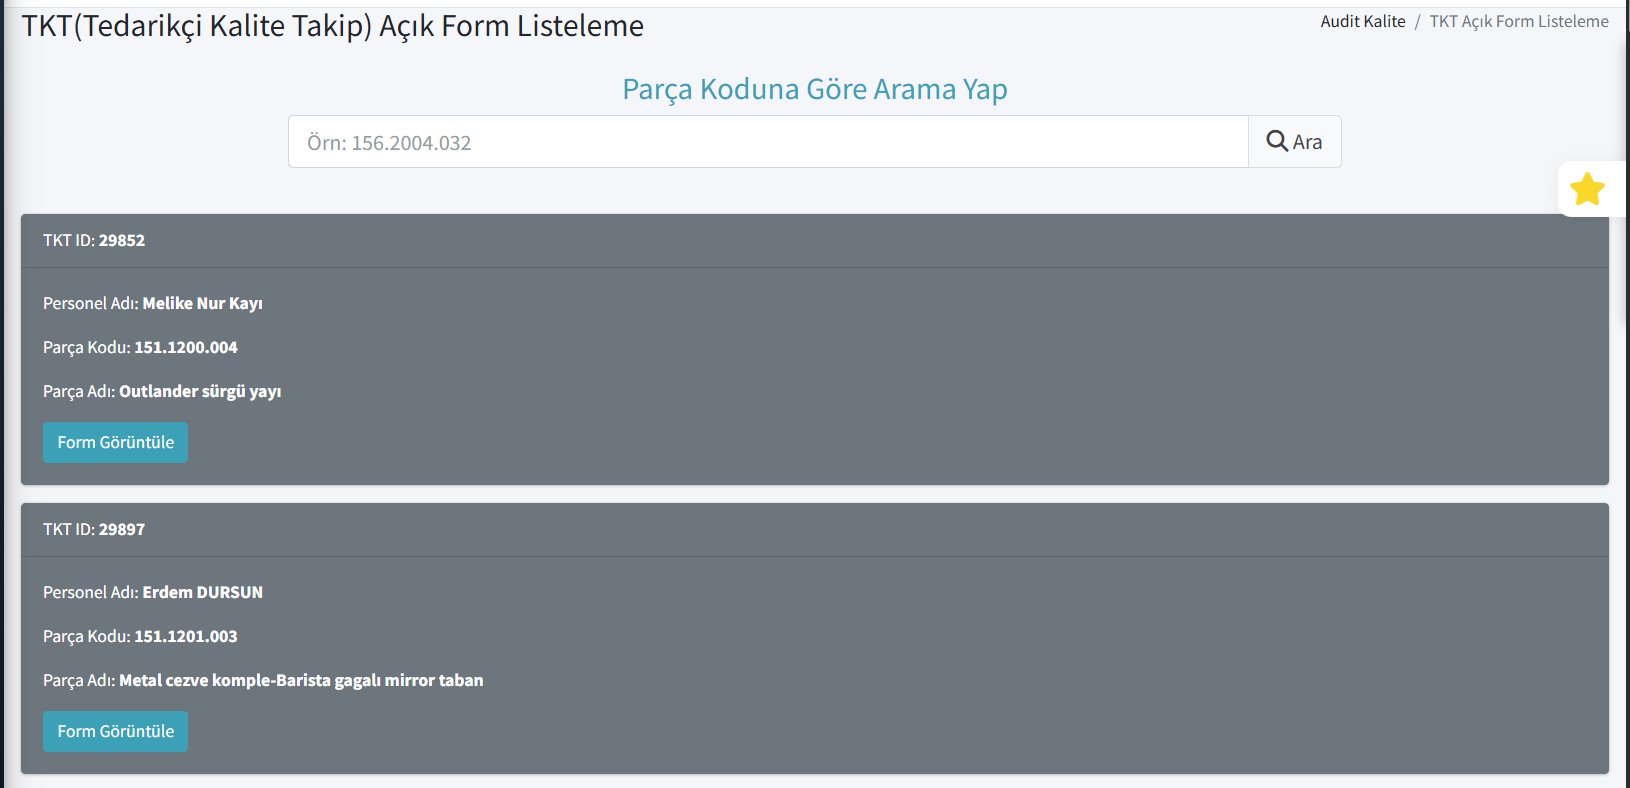 TKT(Tedarikçi Kalite Takip) Açık Form Listeleme
Audit Kalite / TKT Açık Form Listeleme
Parça Koduna Göre Arama Yap
Örn: 156.2004.032
Ara
TKT ID: 29852
Personel Adı: Melike Nur Kayı
Parça Kodu: 151.1200.004
Parça Adı: Outlander sürgü yayı
Form Görüntüle
TKT ID: 29897
Personel Adı: Erdem DURSUN
Parça Kodu: 151.1201.003
Parça Adı: Metal cezve komple-Barista gagalı mirror taban
Form Görüntüle